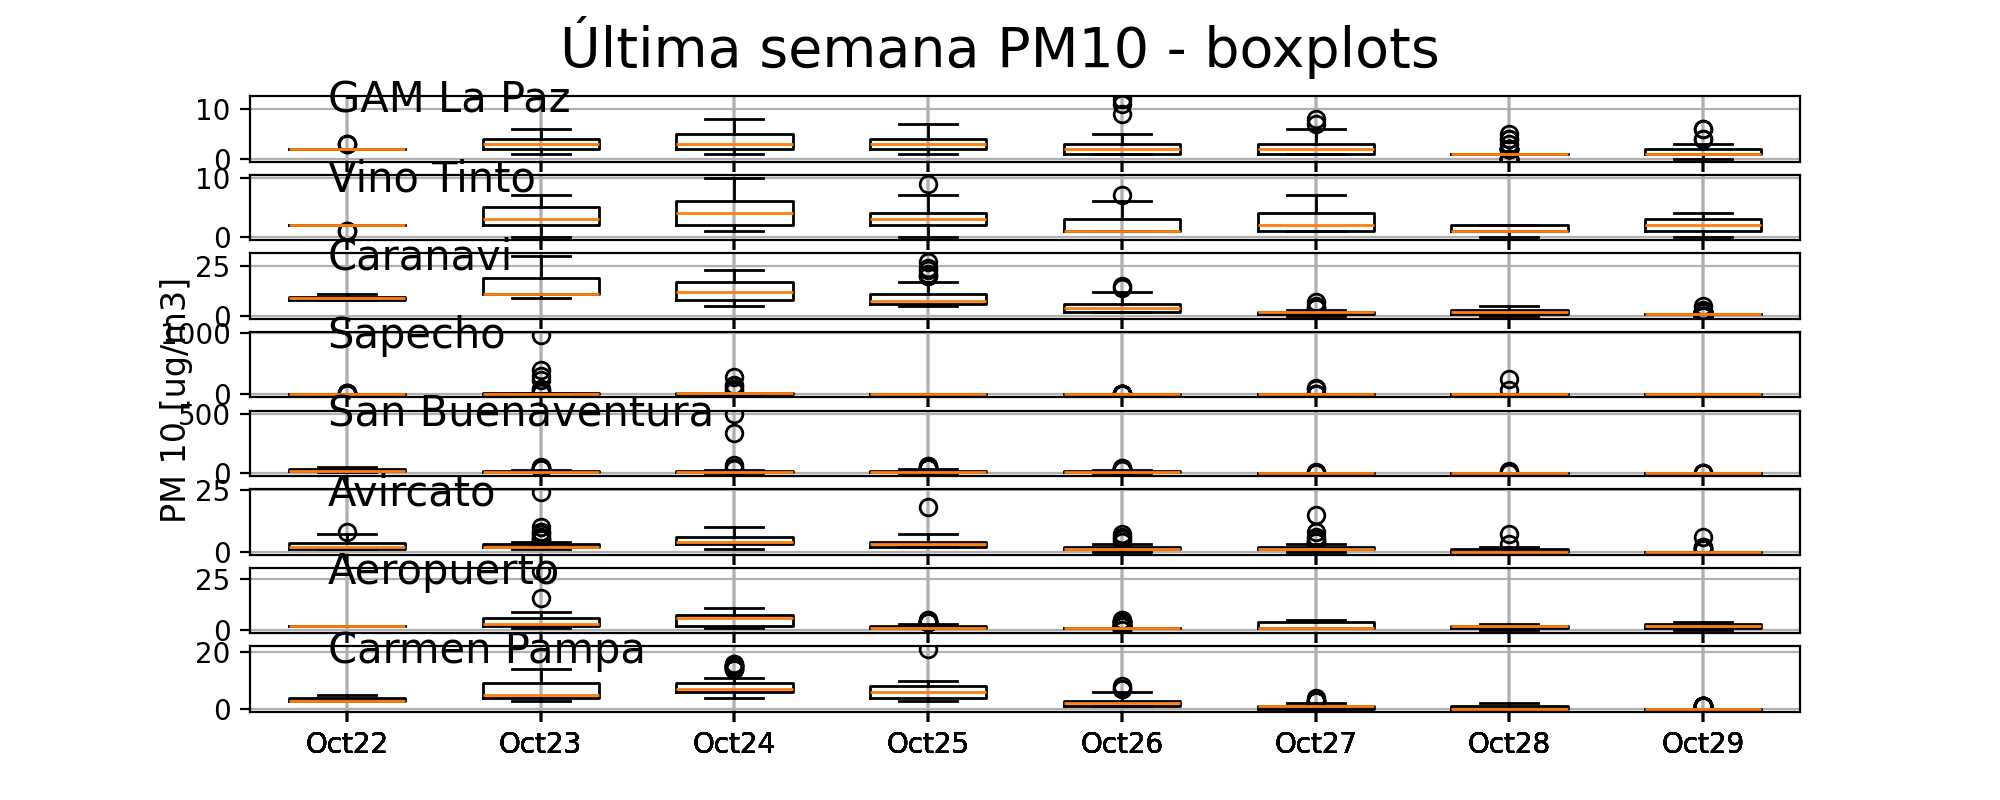 Última semana PM10 - boxplots
GAM La Paz
10
0
Vino Tinto
10
0
Caranavi
25
0
PM 10 [ug/m3]
Sapecho
1000
0
San Buenaventura
500
0
Avircato
25
0
Aeropuerto
25
0
Carmen Pampa
20
0
Oct22 Oct23 Oct24 Oct25 Oct26 Oct27 Oct28 Oct29